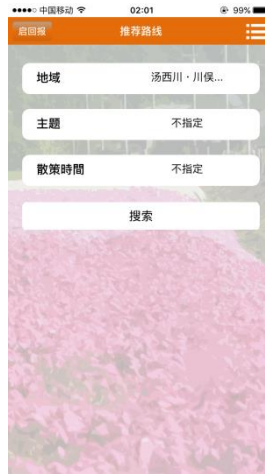 中国移动 02:01 99%
启回报 推荐路线
地域 汤西川・川俣...
主题 不指定
散策時間 不指定
搜索